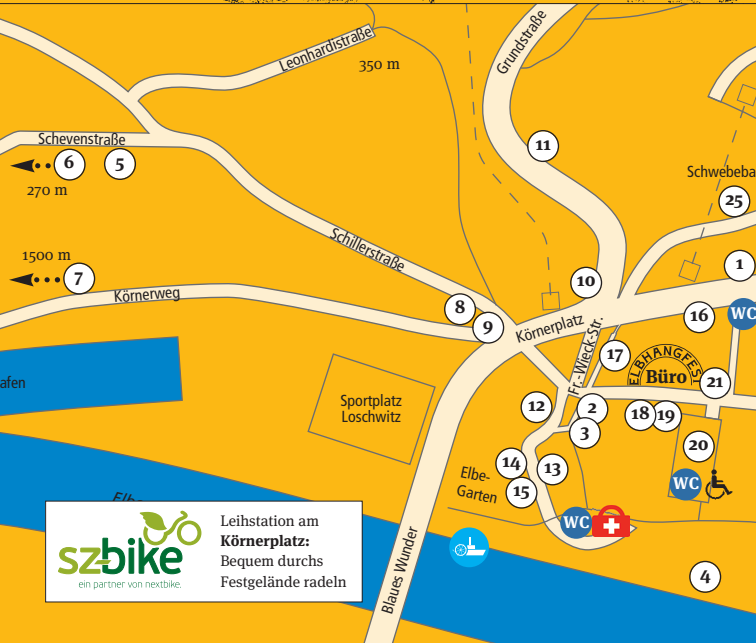 Leonhardistraße
350 m
Grundstraße
11
Schevenstraße
6
5
270 m
Schwebeba
25
1500 m
7
Körnerweg
Schillerstraße
8
9
10
Körnerplatz
1
16
WC
Fr.-Wieck-Str.
17
ELBHANGFEST
Büro
21
afen
Sportplatz
Loschwitz
12
2
3
18
19
20
14
13
15
Elbe-
Garten
WC
WC
4
Blaues Wunder
szbike
ein partner von nextbike.
Leihstation am
Körnerplatz:
Bequem durchs
Festgelände radeln